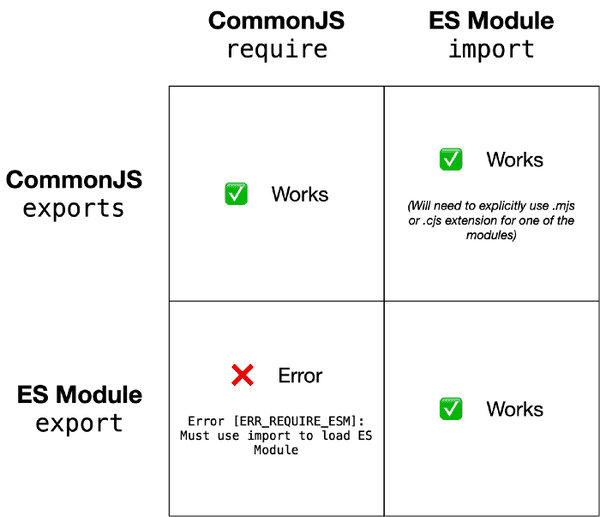 CommonJS
require
ES Module
import
CommonJS
exports
Works
Works
(Will need to explicitly use .mjs
or .cjs extension for one of the
modules)
ES Module
export
Error
Error [ERR_REQUIRE_ESM]:
Must use import to load ES
Module
Works